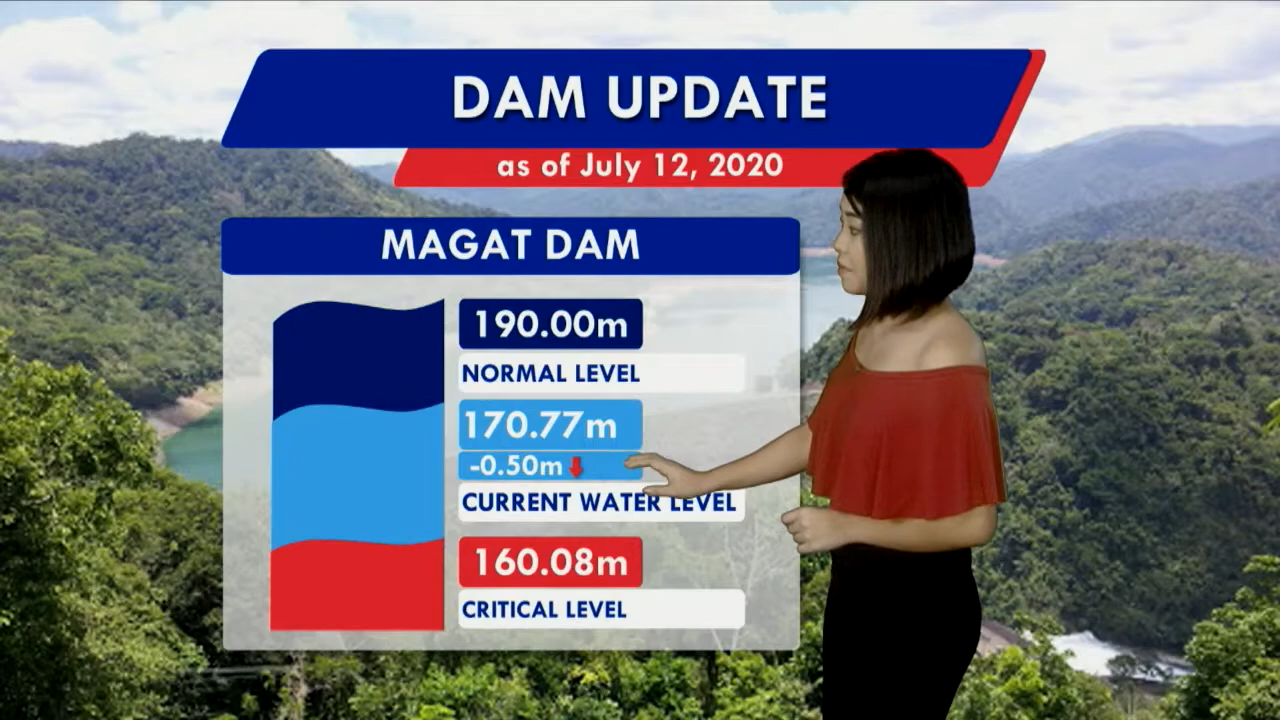 DAM UPDATE
as of July 12, 2020
MAGAT DAM
190.00m
NORMAL LEVEL
170.77m
-0.50m
CURRENT WATER LEVEL
160.08m
CRITICAL LEVEL